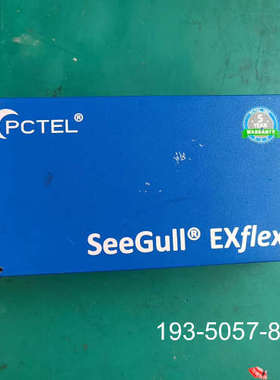 PCTEL®
5
YEAR
WARRANTY
SeeGull® EXflex
193-5057-8